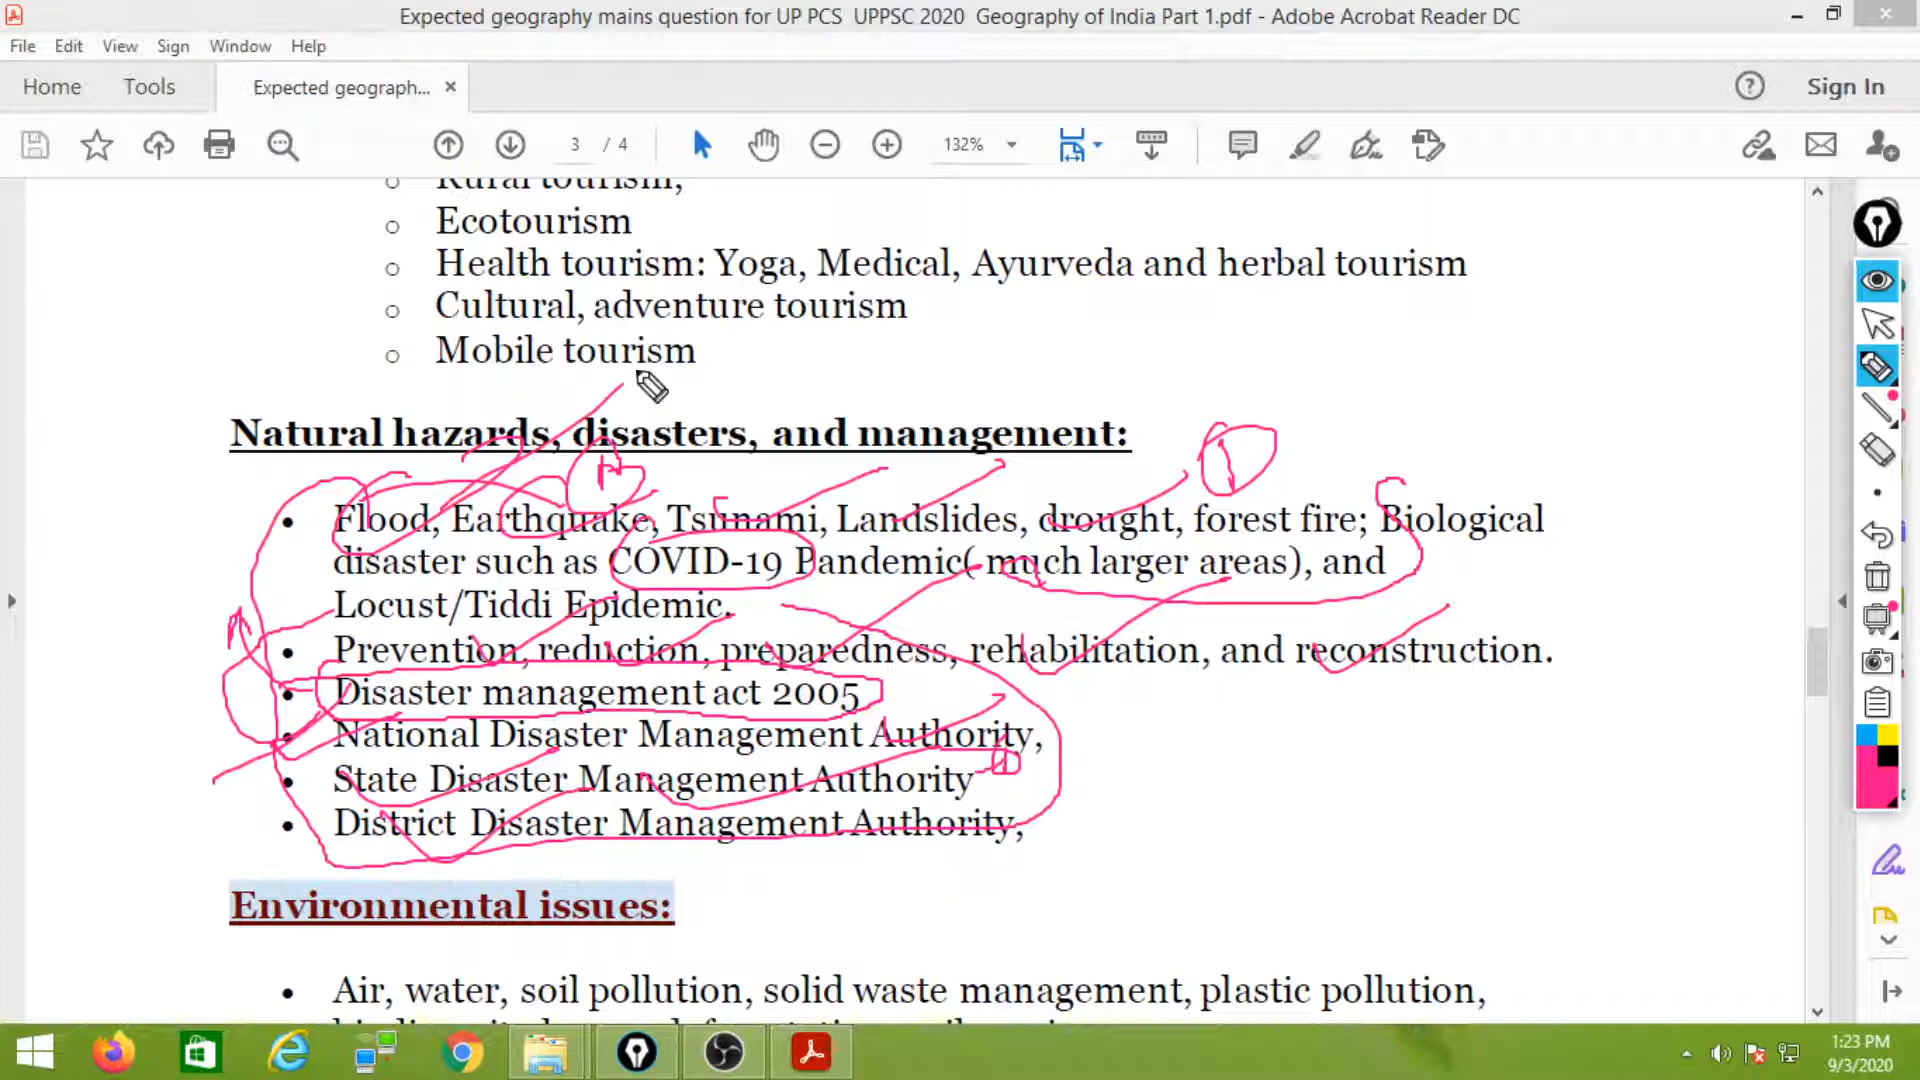 Expected geography mains question for UP PCS UPPSC 2020 Geography of India Part 1.pdf - Adobe Acrobat Reader DC
File Edit View Sign Window Help
Home Tools Expected geograph... × Sign In
3 / 4 132%
Rural tourism,
Ecotourism
Health tourism: Yoga, Medical, Ayurveda and herbal tourism
Cultural, adventure tourism
Mobile tourism
Natural hazards, disasters, and management:
Flood, Earthquake, Tsunami, Landslides, drought, forest fire; Biological
disaster such as COVID-19 Pandemic( much larger areas), and
Locust/Tiddi Epidemic.
Prevention, reduction, preparedness, rehabilitation, and reconstruction.
Disaster management act 2005
National Disaster Management Authority,
State Disaster Management Authority
District Disaster Management Authority,
Environmental issues:
Air, water, soil pollution, solid waste management, plastic pollution,
1:23 PM
9/3/2020